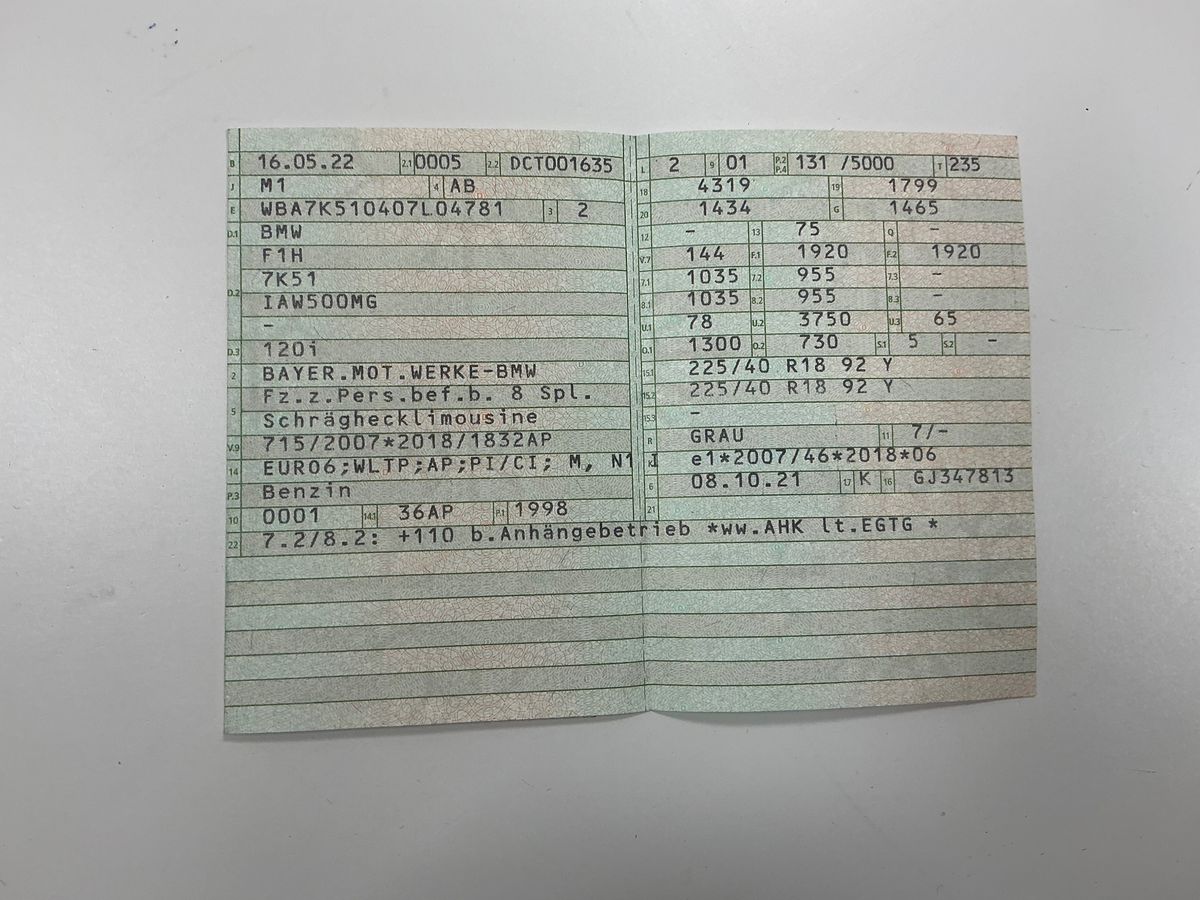 B 16.05.22 2.1 0005 2.2 DCT001635 L 2 9 01 P.2 P.4 131 /5000 T 235
J M1 4 AB 18 4319 19 1799
E WBA7K510407L04781 3 2 20 1434 G 1465
D.1 BMW 12 - 13 75 Q -
F1H V.7 144 F.1 1920 F.2 1920
D.2 7K51 7.1 1035 7.2 955 7.3 -
IAW500MG 8.1 1035 8.2 955 8.3 -
- U.1 78 U.2 3750 U.3 65
D.3 120i O.1 1300 O.2 730 S.1 5 S.2 -
2 BAYER.MOT.WERKE-BMW 15.1 225/40 R18 92 Y
5 Fz.z.Pers.bef.b. 8 Spl. 15.2 225/40 R18 92 Y
Schräghecklimousine 15.3 -
V.9 715/2007*2018/1832AP R GRAU 11 7/-
14 EURO6;WLTP;AP;PI/CI; M, N1 I K e1*2007/46*2018*06
P.3 Benzin 6 08.10.21 17 K 16 GJ347813
10 0001 14.1 36AP P.1 1998 21
22 7.2/8.2: +110 b.Anhängebetrieb *ww.AHK lt.EGTG *